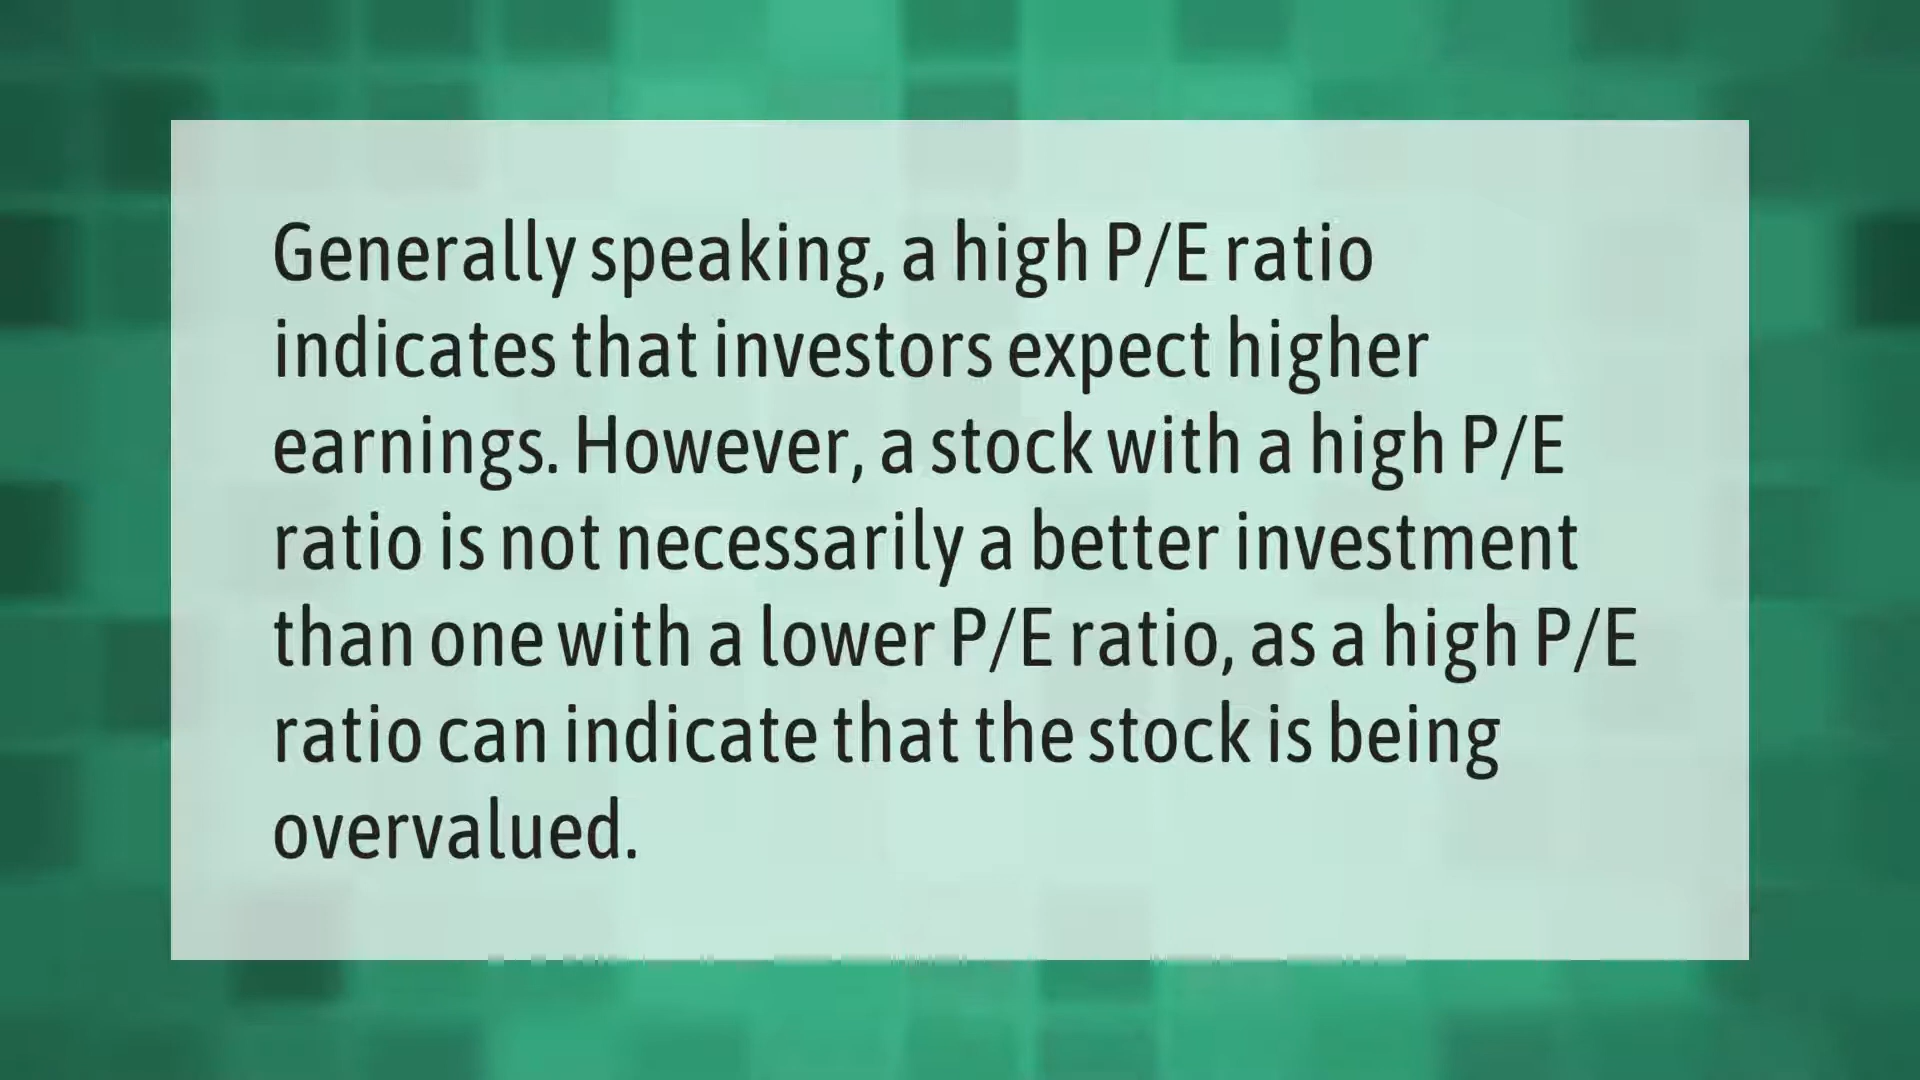 Generally speaking, a high P/E ratio
indicates that investors expect higher
earnings. However, a stock with a high P/E
ratio is not necessarily a better investment
than one with a lower P/E ratio, as a high P/E
ratio can indicate that the stock is being
overvalued.